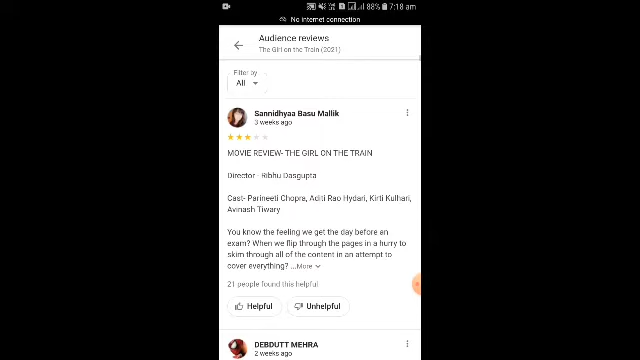 88% 7:18 am
No internet connection
Audience reviews
The Girl on the Train (2021)
Filter by
All
Sannidhyaa Basu Mallik
3 weeks ago
MOVIE REVIEW- THE GIRL ON THE TRAIN
Director - Ribhu Dasgupta
Cast- Parineeti Chopra, Aditi Rao Hydari, Kirti Kulhari,
Avinash Tiwary
You know the feeling we get the day before an
exam? When we flip through the pages in a hurry to
skim through all of the content in an attempt to
cover everything? ...More
21 people found this helpful
Helpful Unhelpful
DEBDUTT MEHRA
2 weeks ago